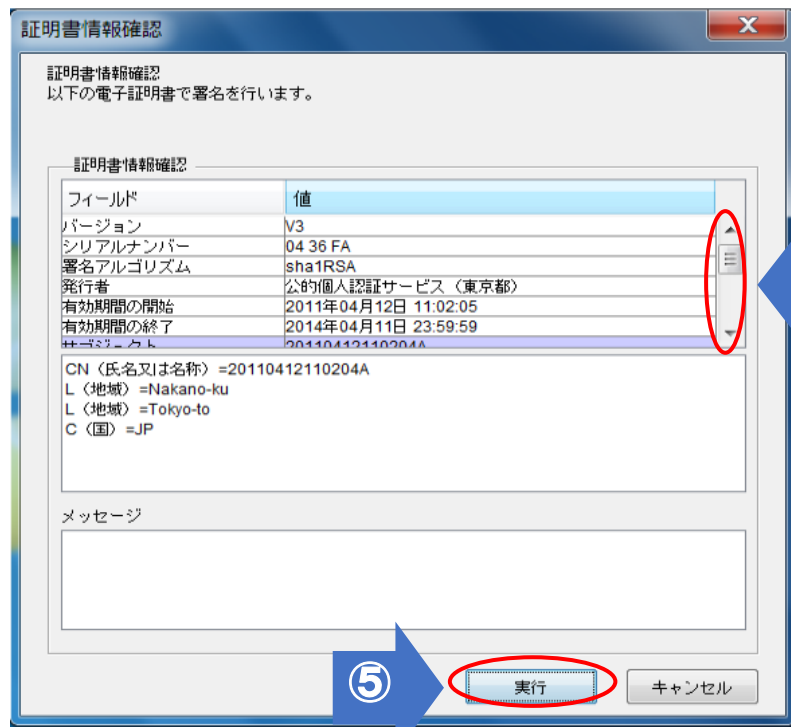 証明書情報確認
証明書情報確認
以下の電子証明書で署名を行います。
証明書情報確認
フィールド 値
バージョン V3
シリアルナンバー 04 36 FA
署名アルゴリズム sha1RSA
発行者 公的個人認証サービス（東京都）
有効期間の開始 2011年04月12日 11:02:05
有効期間の終了 2014年04月11日 23:59:59
サブジェクト 20110412110204A
CN（氏名又は名称）=20110412110204A
L（地域）=Nakano-ku
L（地域）=Tokyo-to
C（国）=JP
メッセージ
⑤ 実行 キャンセル